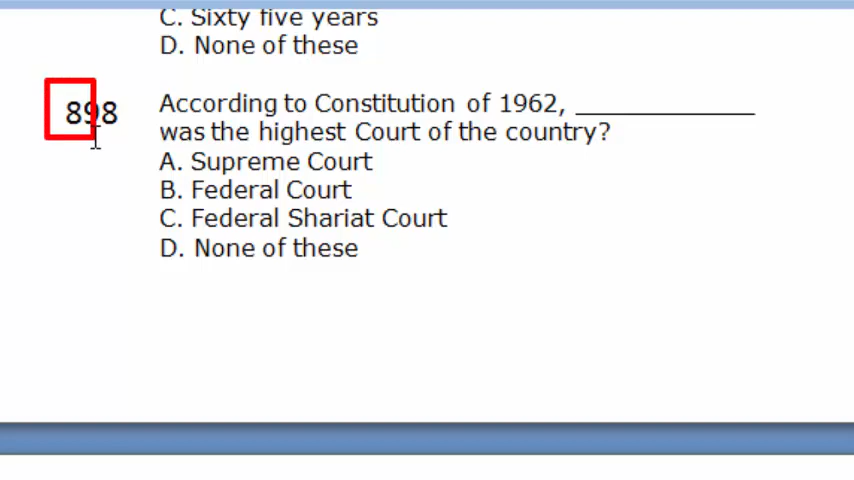 C. Sixty five years
D. None of these
898
According to Constitution of 1962, ______________
was the highest Court of the country?
A. Supreme Court
B. Federal Court
C. Federal Shariat Court
D. None of these